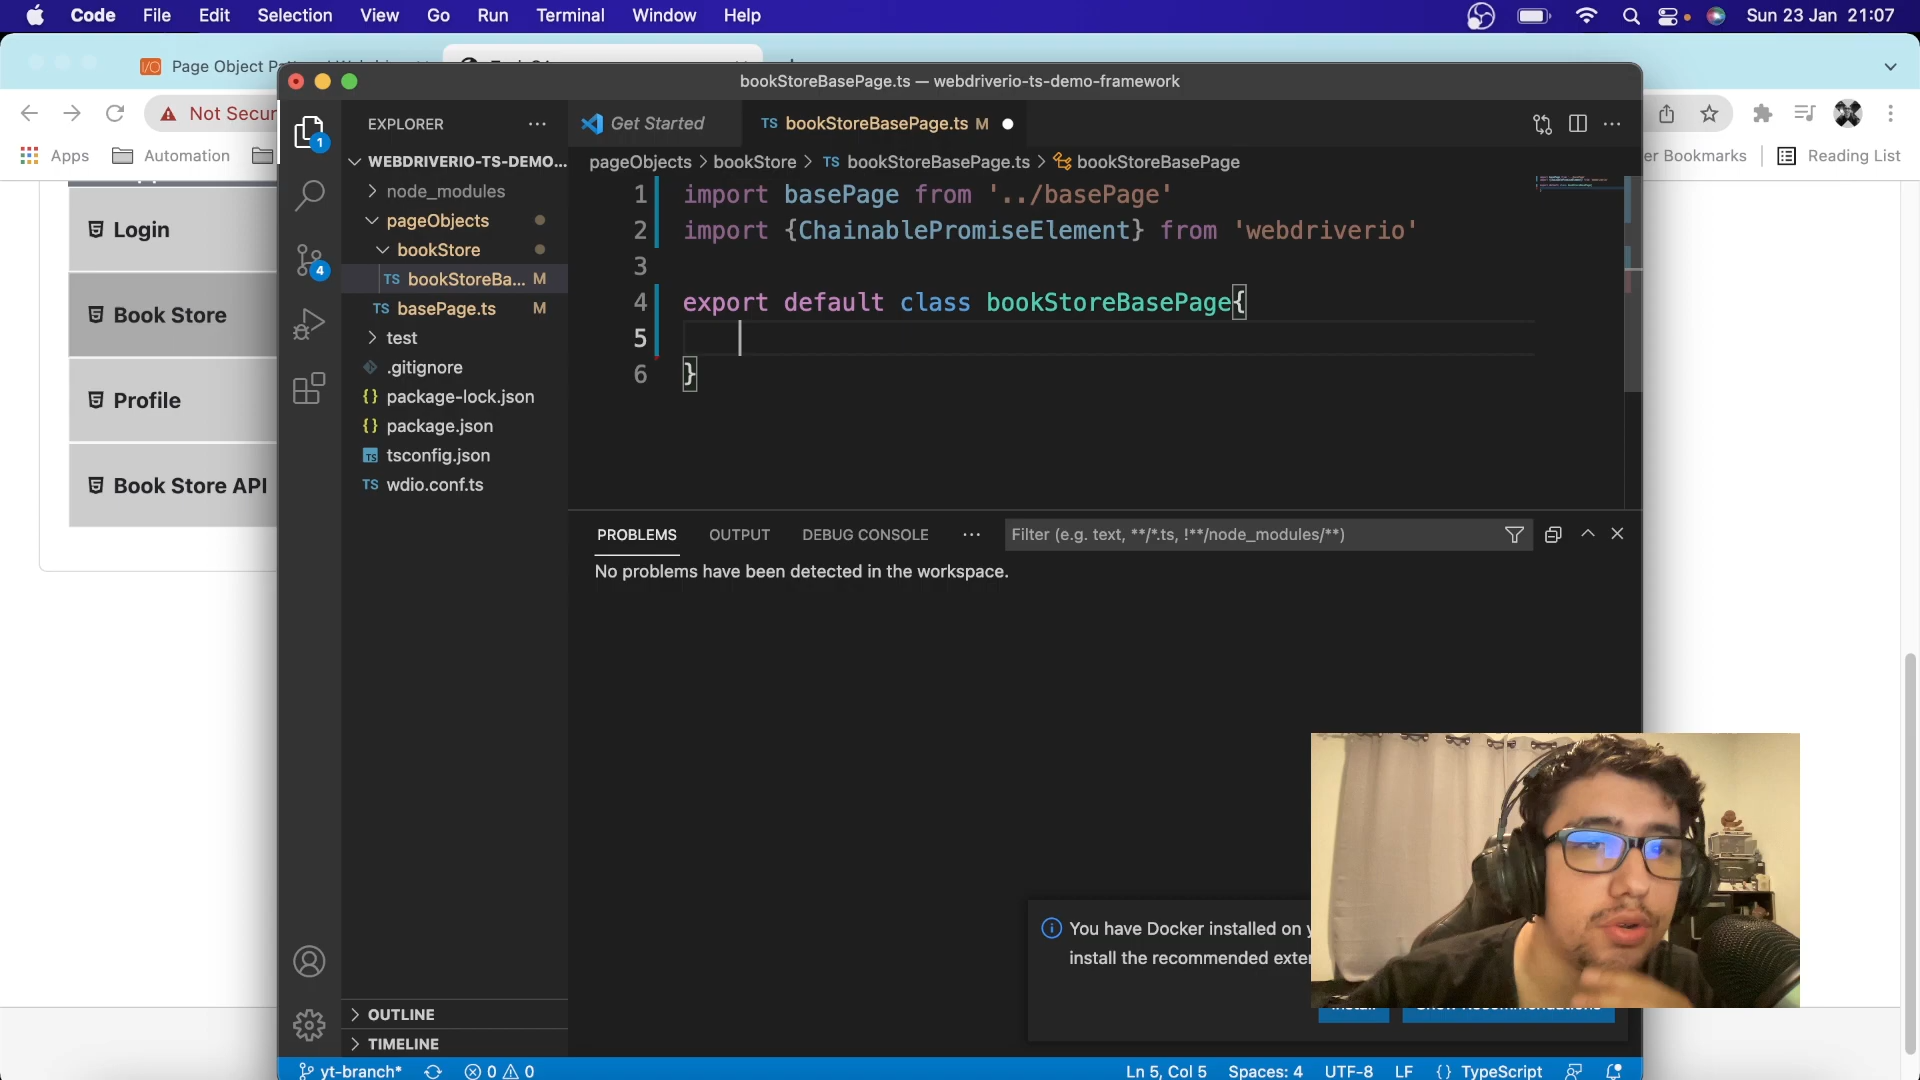 Code File Edit Selection View Go Run Terminal Window Help Sun 23 Jan 21:07
Page Object
Not Secur
Apps Automation er Bookmarks Reading List
Login
Book Store
Profile
Book Store API
bookStoreBasePage.ts — webdriverio-ts-demo-framework
EXPLORER ...
1
4
WEBDRIVERIO-TS-DEMO...
node_modules
pageObjects
bookStore
TS bookStoreBa... M
TS basePage.ts M
test
.gitignore
{} package-lock.json
{} package.json
TS tsconfig.json
TS wdio.conf.ts
OUTLINE
TIMELINE
Get Started TS bookStoreBasePage.ts M
pageObjects > bookStore > TS bookStoreBasePage.ts > bookStoreBasePage
1 import basePage from '../basePage'
2 import {ChainablePromiseElement} from 'webdriverio'
3
4 export default class bookStoreBasePage{
5
6 }
PROBLEMS OUTPUT DEBUG CONSOLE ... Filter (e.g. text, **/*.ts, !**/node_modules/**)
No problems have been detected in the workspace.
You have Docker installed on
install the recommended
yt-branch* 0 0 Ln 5, Col 5 Spaces: 4 UTF-8 LF {} TypeScript